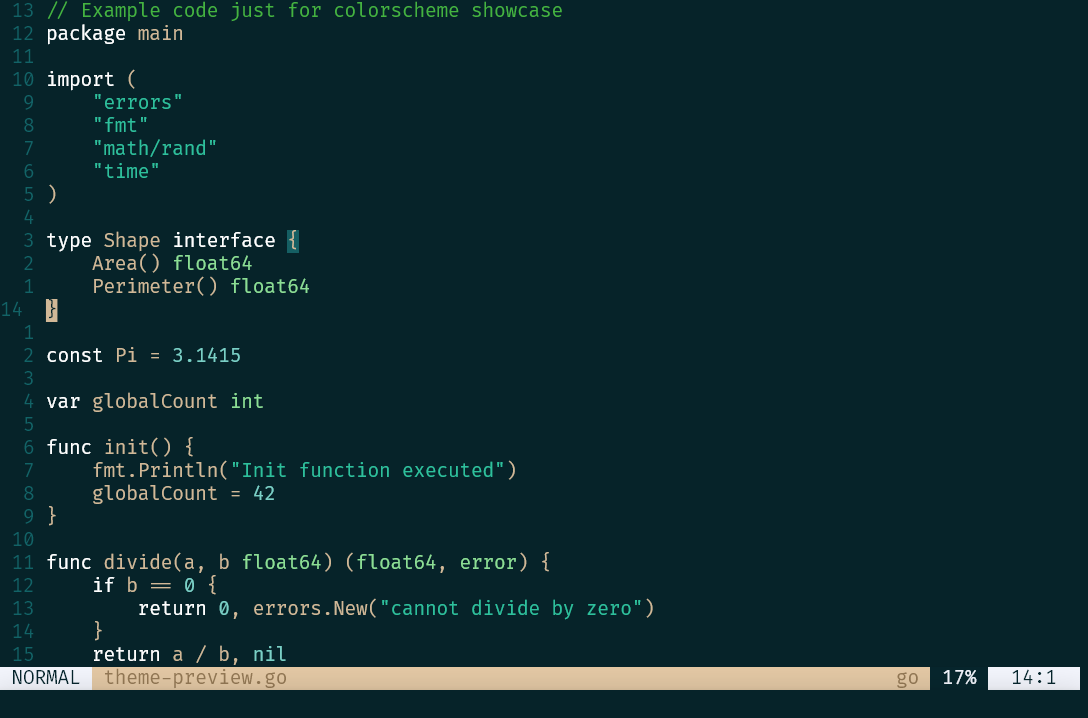 13 // Example code just for colorscheme showcase
12 package main
11
10 import (
 9     "errors"
 8     "fmt"
 7     "math/rand"
 6     "time"
 5 )
 4
 3 type Shape interface {
 2     Area() float64
 1     Perimeter() float64
14 }
 1
 2 const Pi = 3.1415
 3
 4 var globalCount int
 5
 6 func init() {
 7     fmt.Println("Init function executed")
 8     globalCount = 42
 9 }
10
11 func divide(a, b float64) (float64, error) {
12     if b == 0 {
13         return 0, errors.New("cannot divide by zero")
14     }
15     return a / b, nil
NORMAL theme-preview.go go 17% 14:1